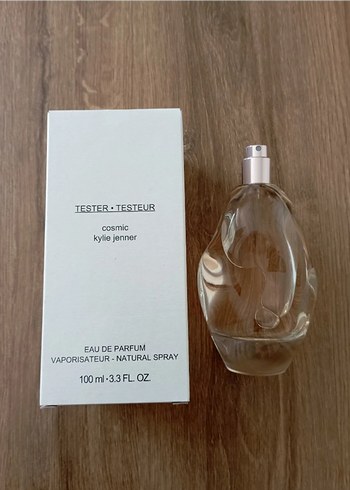 TESTER • TESTEUR
cosmic
kylie jenner
EAU DE PARFUM
VAPORISATEUR - NATURAL SPRAY
100 ml • 3.3 FL. OZ.